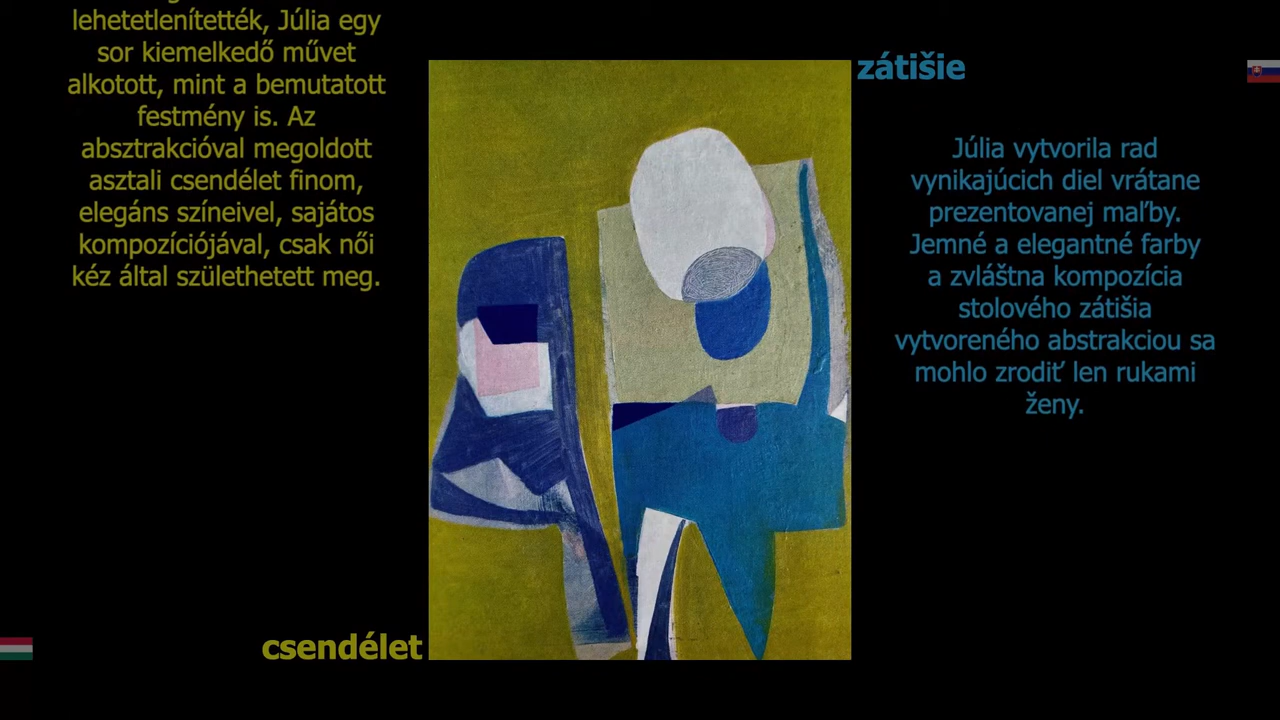 lehetetlenítették, Júlia egy
sor kiemelkedő művet
alkotott, mint a bemutatott
festmény is. Az
absztrakcióval megoldott
asztali csendélet finom,
elegáns színeivel, sajátos
kompozíciójával, csak női
kéz által születhetett meg.
csendélet
zátišie
Júlia vytvorila rad
vynikajúcich diel vrátane
prezentovanej maľby.
Jemné a elegantné farby
a zvláštna kompozícia
stolového zátišia
vytvoreného abstrakciou sa
mohlo zrodiť len rukami
ženy.